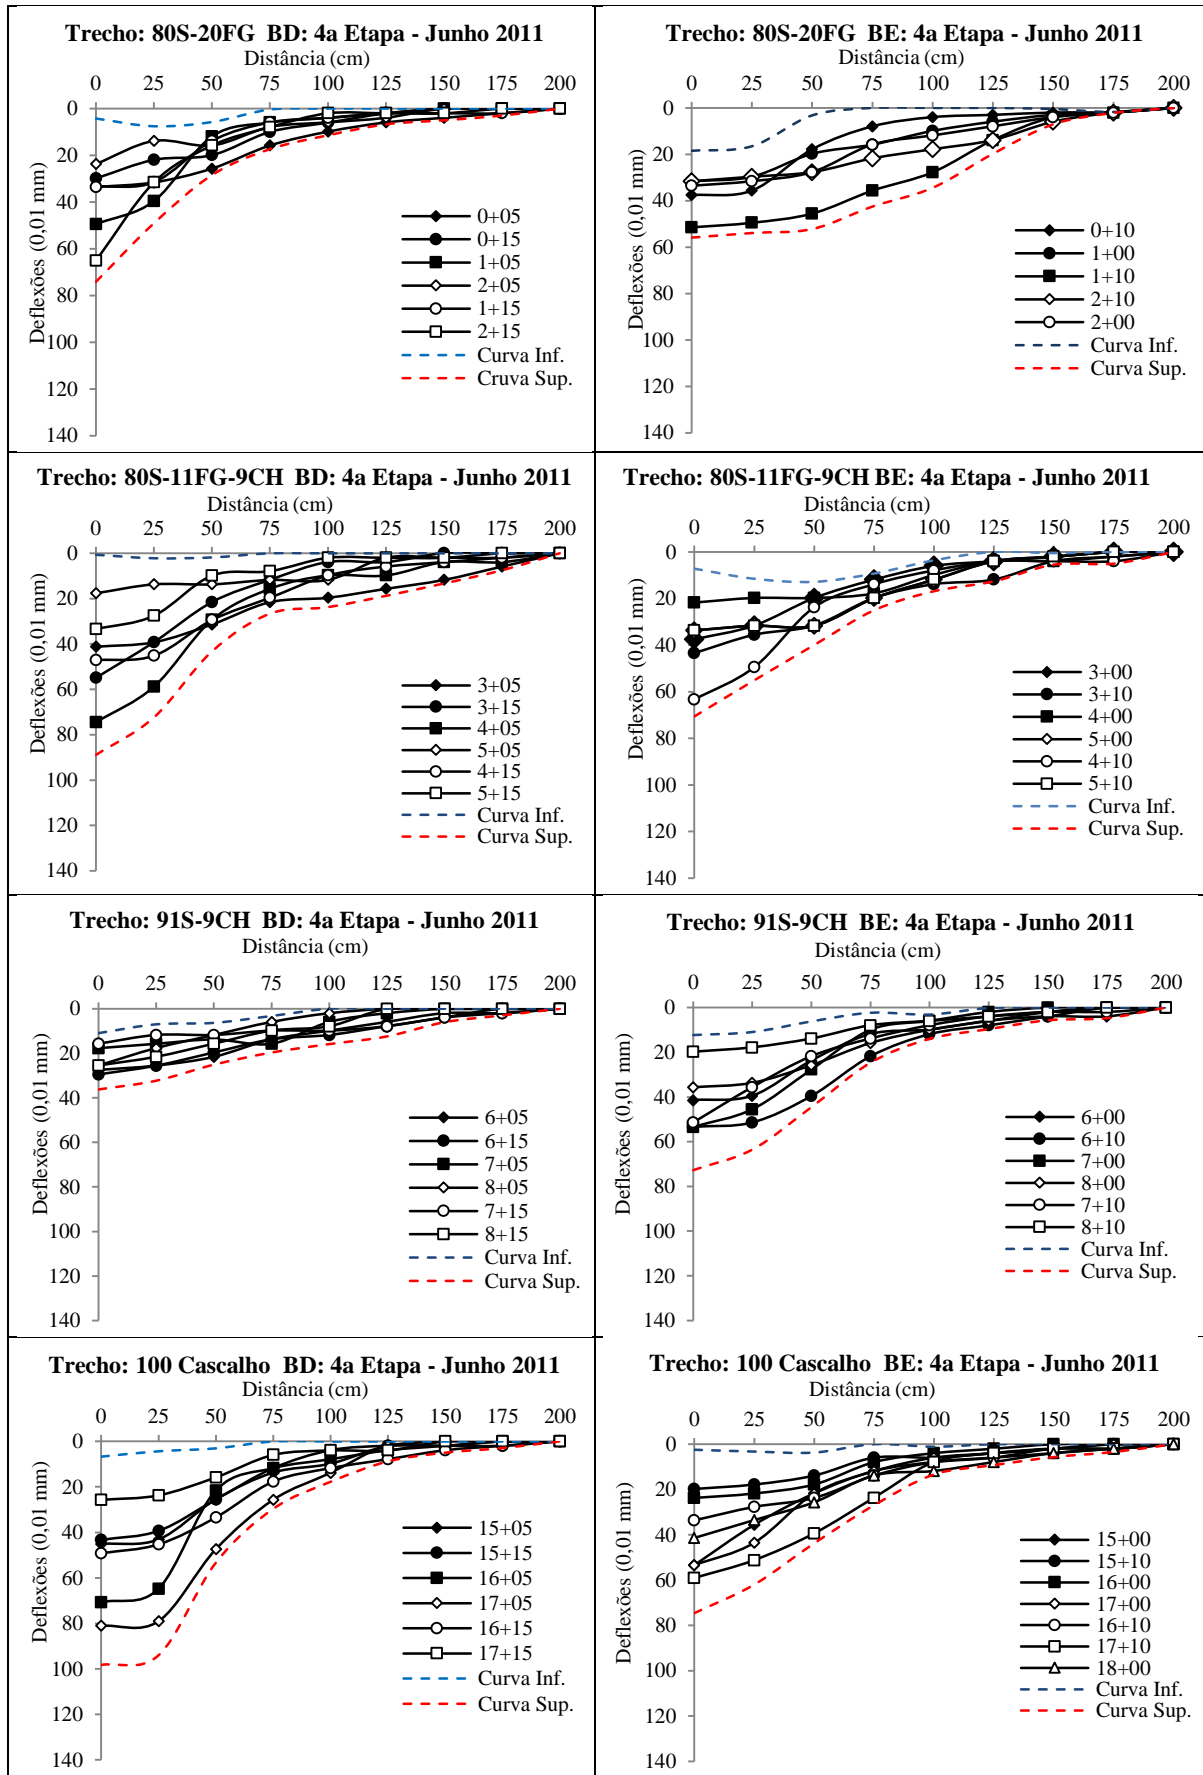 Trecho: 80S-20FG BD: 4a Etapa - Junho 2011
Distância (cm)
0 25 50 75 100 125 150 175 200
Deflexões (0,01 mm)
0
20
40
60
80
100
120
140
0+05
0+15
1+05
2+05
1+15
2+15
Curva Inf.
Cruva Sup.
Trecho: 80S-20FG BE: 4a Etapa - Junho 2011
Distância (cm)
0 25 50 75 100 125 150 175 200
Deflexões (0,01 mm)
0
20
40
60
80
100
120
140
0+10
1+00
1+10
2+10
2+00
Curva Inf.
Curva Sup.
Trecho: 80S-11FG-9CH BD: 4a Etapa - Junho 2011
Distância (cm)
0 25 50 75 100 125 150 175 200
Deflexões (0,01 mm)
0
20
40
60
80
100
120
140
3+05
3+15
4+05
5+05
4+15
5+15
Curva Inf.
Curva Sup.
Trecho: 80S-11FG-9CH BE: 4a Etapa - Junho 2011
Distância (cm)
0 25 50 75 100 125 150 175 200
Deflexões (0,01 mm)
0
20
40
60
80
100
120
140
3+00
3+10
4+00
5+00
4+10
5+10
Curva Inf.
Curva Sup.
Trecho: 91S-9CH BD: 4a Etapa - Junho 2011
Distância (cm)
0 25 50 75 100 125 150 175 200
Deflexões (0,01 mm)
0
20
40
60
80
100
120
140
6+05
6+15
7+05
8+05
7+15
8+15
Curva Inf.
Curva Sup.
Trecho: 91S-9CH BE: 4a Etapa - Junho 2011
Distância (cm)
0 25 50 75 100 125 150 175 200
Deflexões (0,01 mm)
0
20
40
60
80
100
120
140
6+00
6+10
7+00
8+00
7+10
8+10
Curva Inf.
Curva Sup.
Trecho: 100 Cascalho BD: 4a Etapa - Junho 2011
Distância (cm)
0 25 50 75 100 125 150 175 200
Deflexões (0,01 mm)
0
20
40
60
80
100
120
140
15+05
15+15
16+05
17+05
16+15
17+15
Curva Inf.
Curva Sup.
Trecho: 100 Cascalho BE: 4a Etapa - Junho 2011
Distância (cm)
0 25 50 75 100 125 150 175 200
Deflexões (0,01 mm)
0
20
40
60
80
100
120
140
15+00
15+10
16+00
17+00
16+10
17+10
18+00
Curva Inf.
Curva Sup.